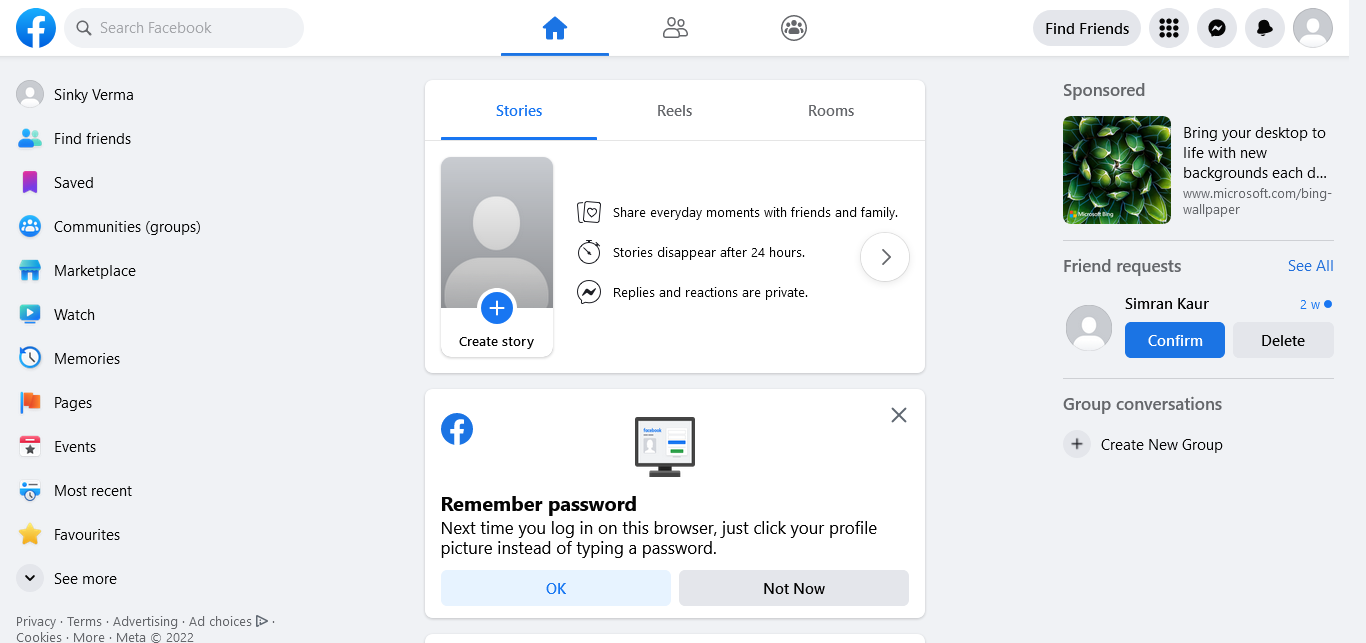 Search Facebook
Find Friends
Sinky Verma
Find friends
Saved
Communities (groups)
Marketplace
Watch
Memories
Pages
Events
Most recent
Favourites
See more
Privacy · Terms · Advertising · Ad choices ·
Cookies · More · Meta © 2022
Stories
Reels
Rooms
Create story
Share everyday moments with friends and family.
Stories disappear after 24 hours.
Replies and reactions are private.
facebook
Remember password
Next time you log in on this browser, just click your profile
picture instead of typing a password.
OK
Not Now
Sponsored
Microsoft Bing
Bring your desktop to
life with new
backgrounds each d...
www.microsoft.com/bing-
wallpaper
Friend requests
See All
Simran Kaur
2 w
Confirm
Delete
Group conversations
Create New Group